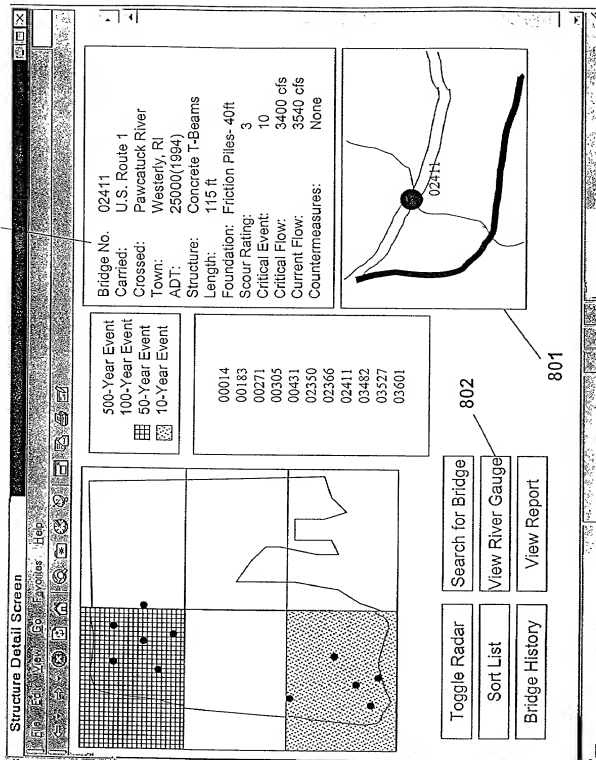 Structure Detail Screen
File Edit View Go Favorites Help
500-Year Event
100-Year Event
50-Year Event
10-Year Event
00014
00183
00271
00305
00431
02350
02366
02411
03482
03527
03601
Bridge No. 02411
Carried: U.S. Route 1
Crossed: Pawcatuck River
Town: Westerly, RI
ADT: 25000(1994)
Structure: Concrete T-Beams
Length: 115 ft
Foundation: Friction Piles- 40ft
Scour Rating: 3
Critical Event: 10
Critical Flow: 3400 cfs
Current Flow: 3540 cfs
Countermeasures: None
02411
801
802
Toggle Radar
Search for Bridge
Sort List
View River Gauge
Bridge History
View Report